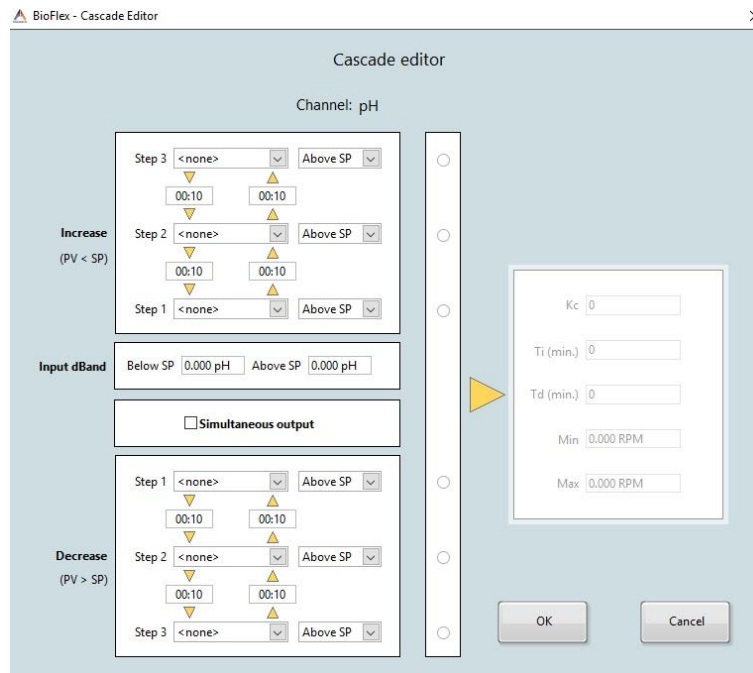 BioFlex - Cascade Editor
Cascade editor
Channel: pH
Step 3 <none> Above SP
00:10 00:10
Increase Step 2 <none> Above SP
(PV < SP)
00:10 00:10
Step 1 <none> Above SP
Kc 0
Input dBand Below SP 0.000 pH Above SP 0.000 pH
Ti (min.) 0
Td (min.) 0
Simultaneous output
Min 0.000 RPM
Step 1 <none> Above SP
Max 0.000 RPM
00:10 00:10
Decrease Step 2 <none> Above SP
(PV > SP)
00:10 00:10
OK Cancel
Step 3 <none> Above SP